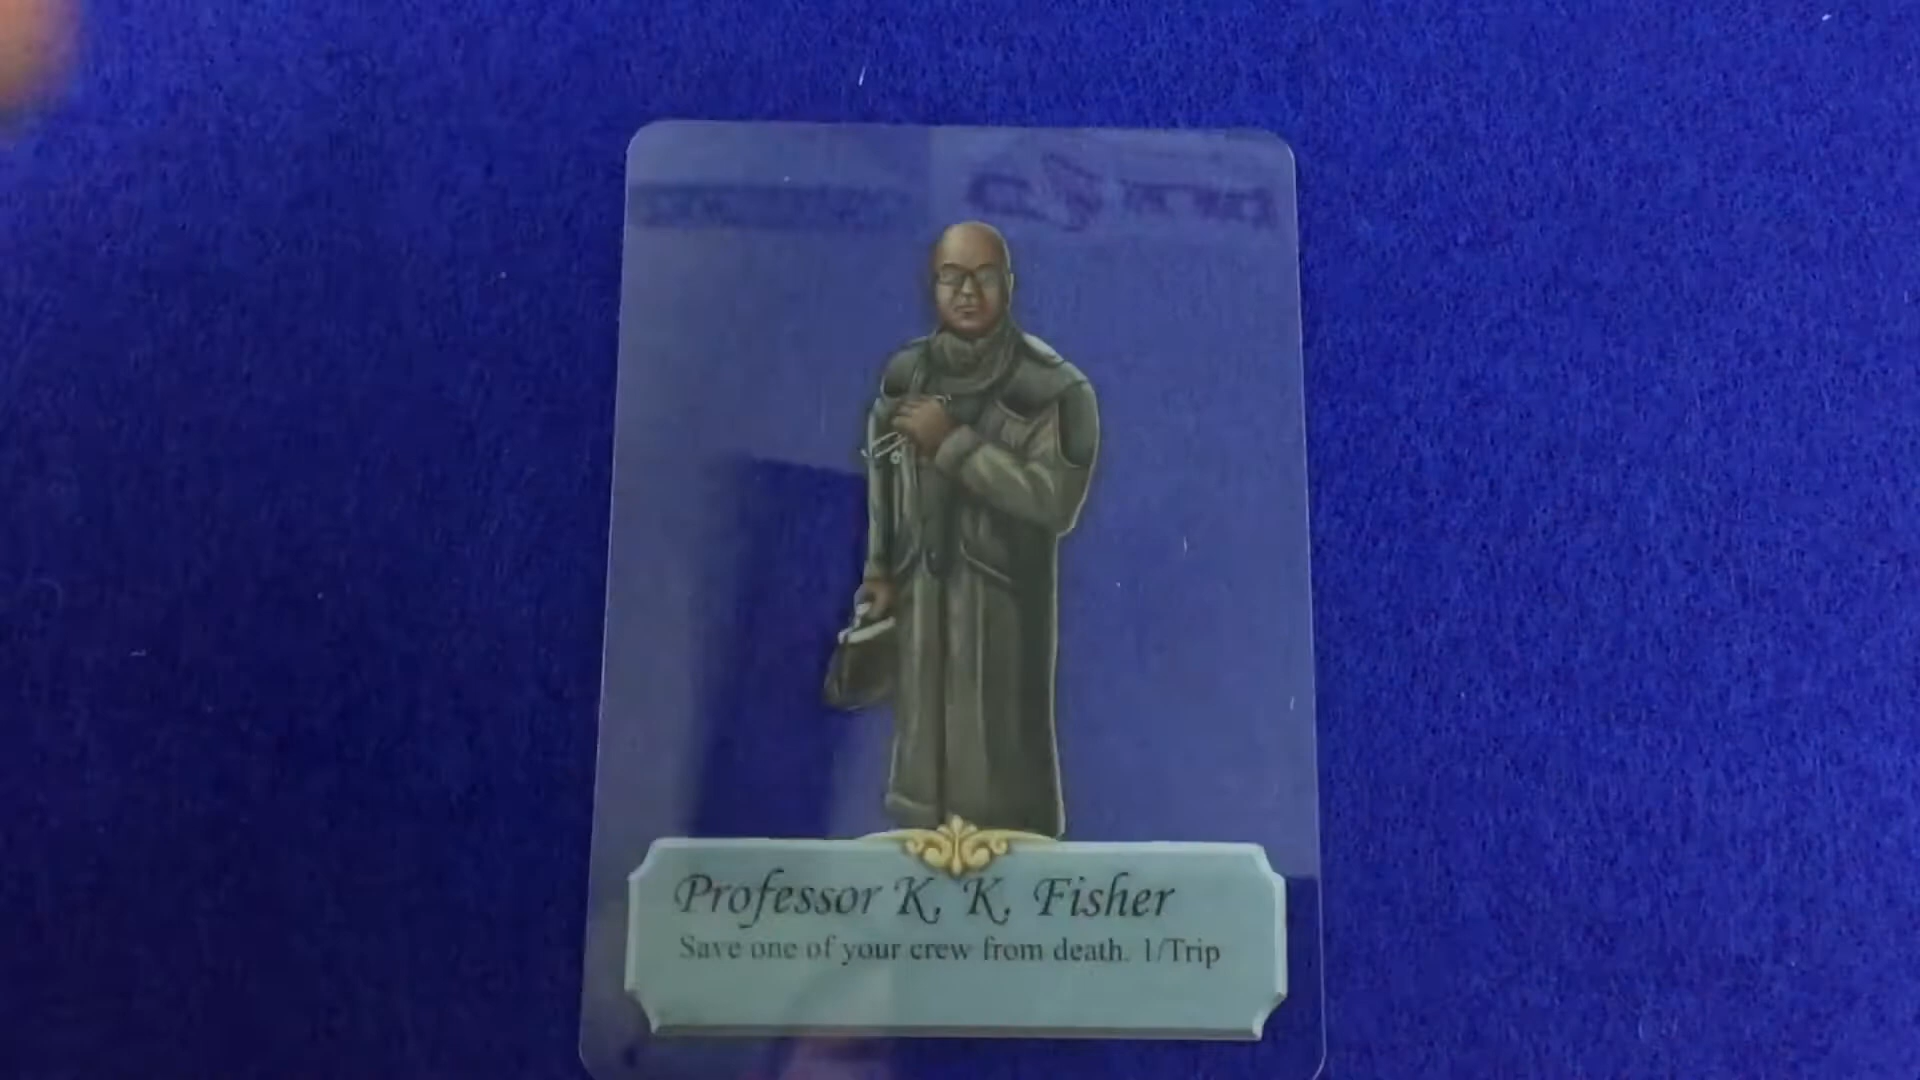 Professor K. K. Fisher
Save one of your crew from death. 1/Trip